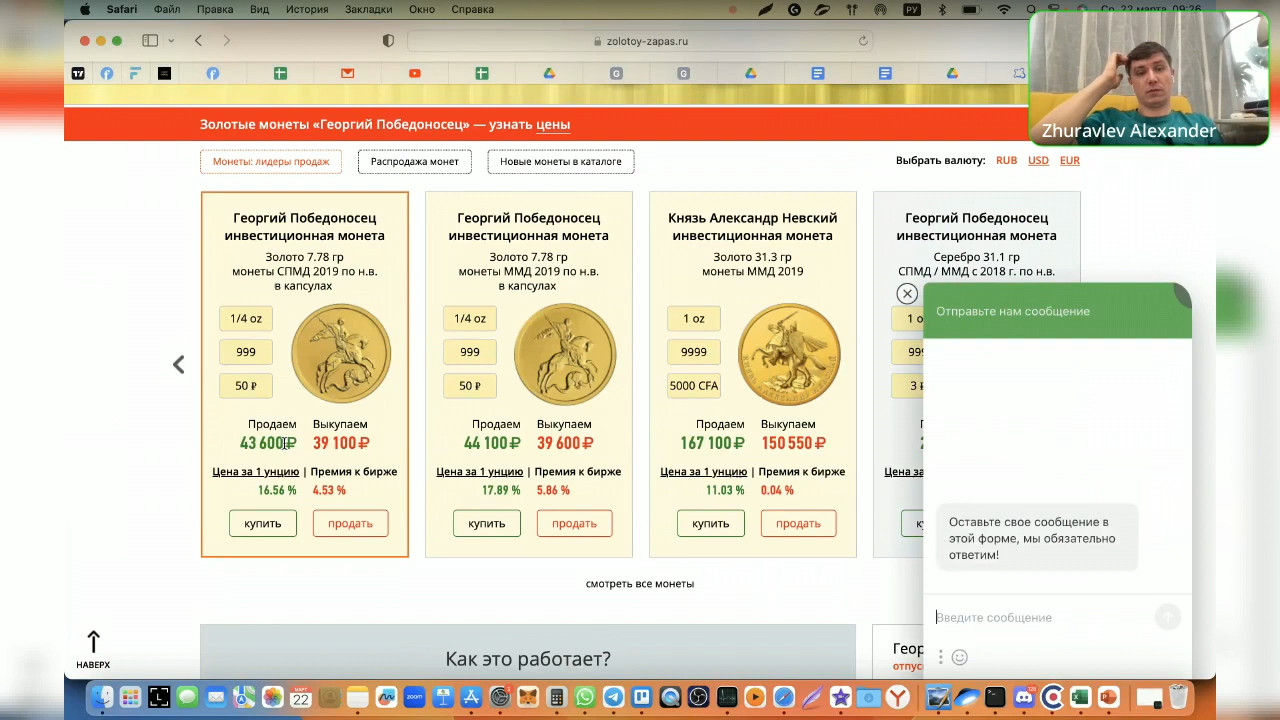 Safari Файл Правка Вид История Закладки Окно Справка
РУ
Ср, 22 марта 09:26
zolotoy-zapas.ru
Zhuravlev Alexander
Золотые монеты «Георгий Победоносец» — узнать цены
Монеты: лидеры продаж
Распродажа монет
Новые монеты в каталоге
Выбрать валюту: RUB USD EUR
Георгий Победоносец
инвестиционная монета
Золото 7.78 гр
монеты СПМД 2019 по н.в.
в капсулах
1/4 oz
999
50 ₽
Продаем Выкупаем
43 600₽ 39 100₽
Цена за 1 унцию | Премия к бирже
16.56 % 4.53 %
купить продать
Георгий Победоносец
инвестиционная монета
Золото 7.78 гр
монеты ММД 2019 по н.в.
в капсулах
1/4 oz
999
50 ₽
Продаем Выкупаем
44 100₽ 39 600₽
Цена за 1 унцию | Премия к бирже
17.89 % 5.86 %
купить продать
Князь Александр Невский
инвестиционная монета
Золото 31.3 гр
монеты ММД 2019
1 oz
9999
5000 CFA
Продаем Выкупаем
167 100₽ 150 550₽
Цена за 1 унцию | Премия к бирже
11.03 % 0.04 %
купить продать
Георгий Победоносец
инвестиционная монета
Серебро 31.1 гр
СПМД / ММД с 2018 г. по н.в.
Отправьте нам сообщение
Оставьте свое сообщение в
этой форме, мы обязательно
ответим!
Введите сообщение
смотреть все монеты
НАВЕРХ
Как это работает?
МАРТ
22
zoom